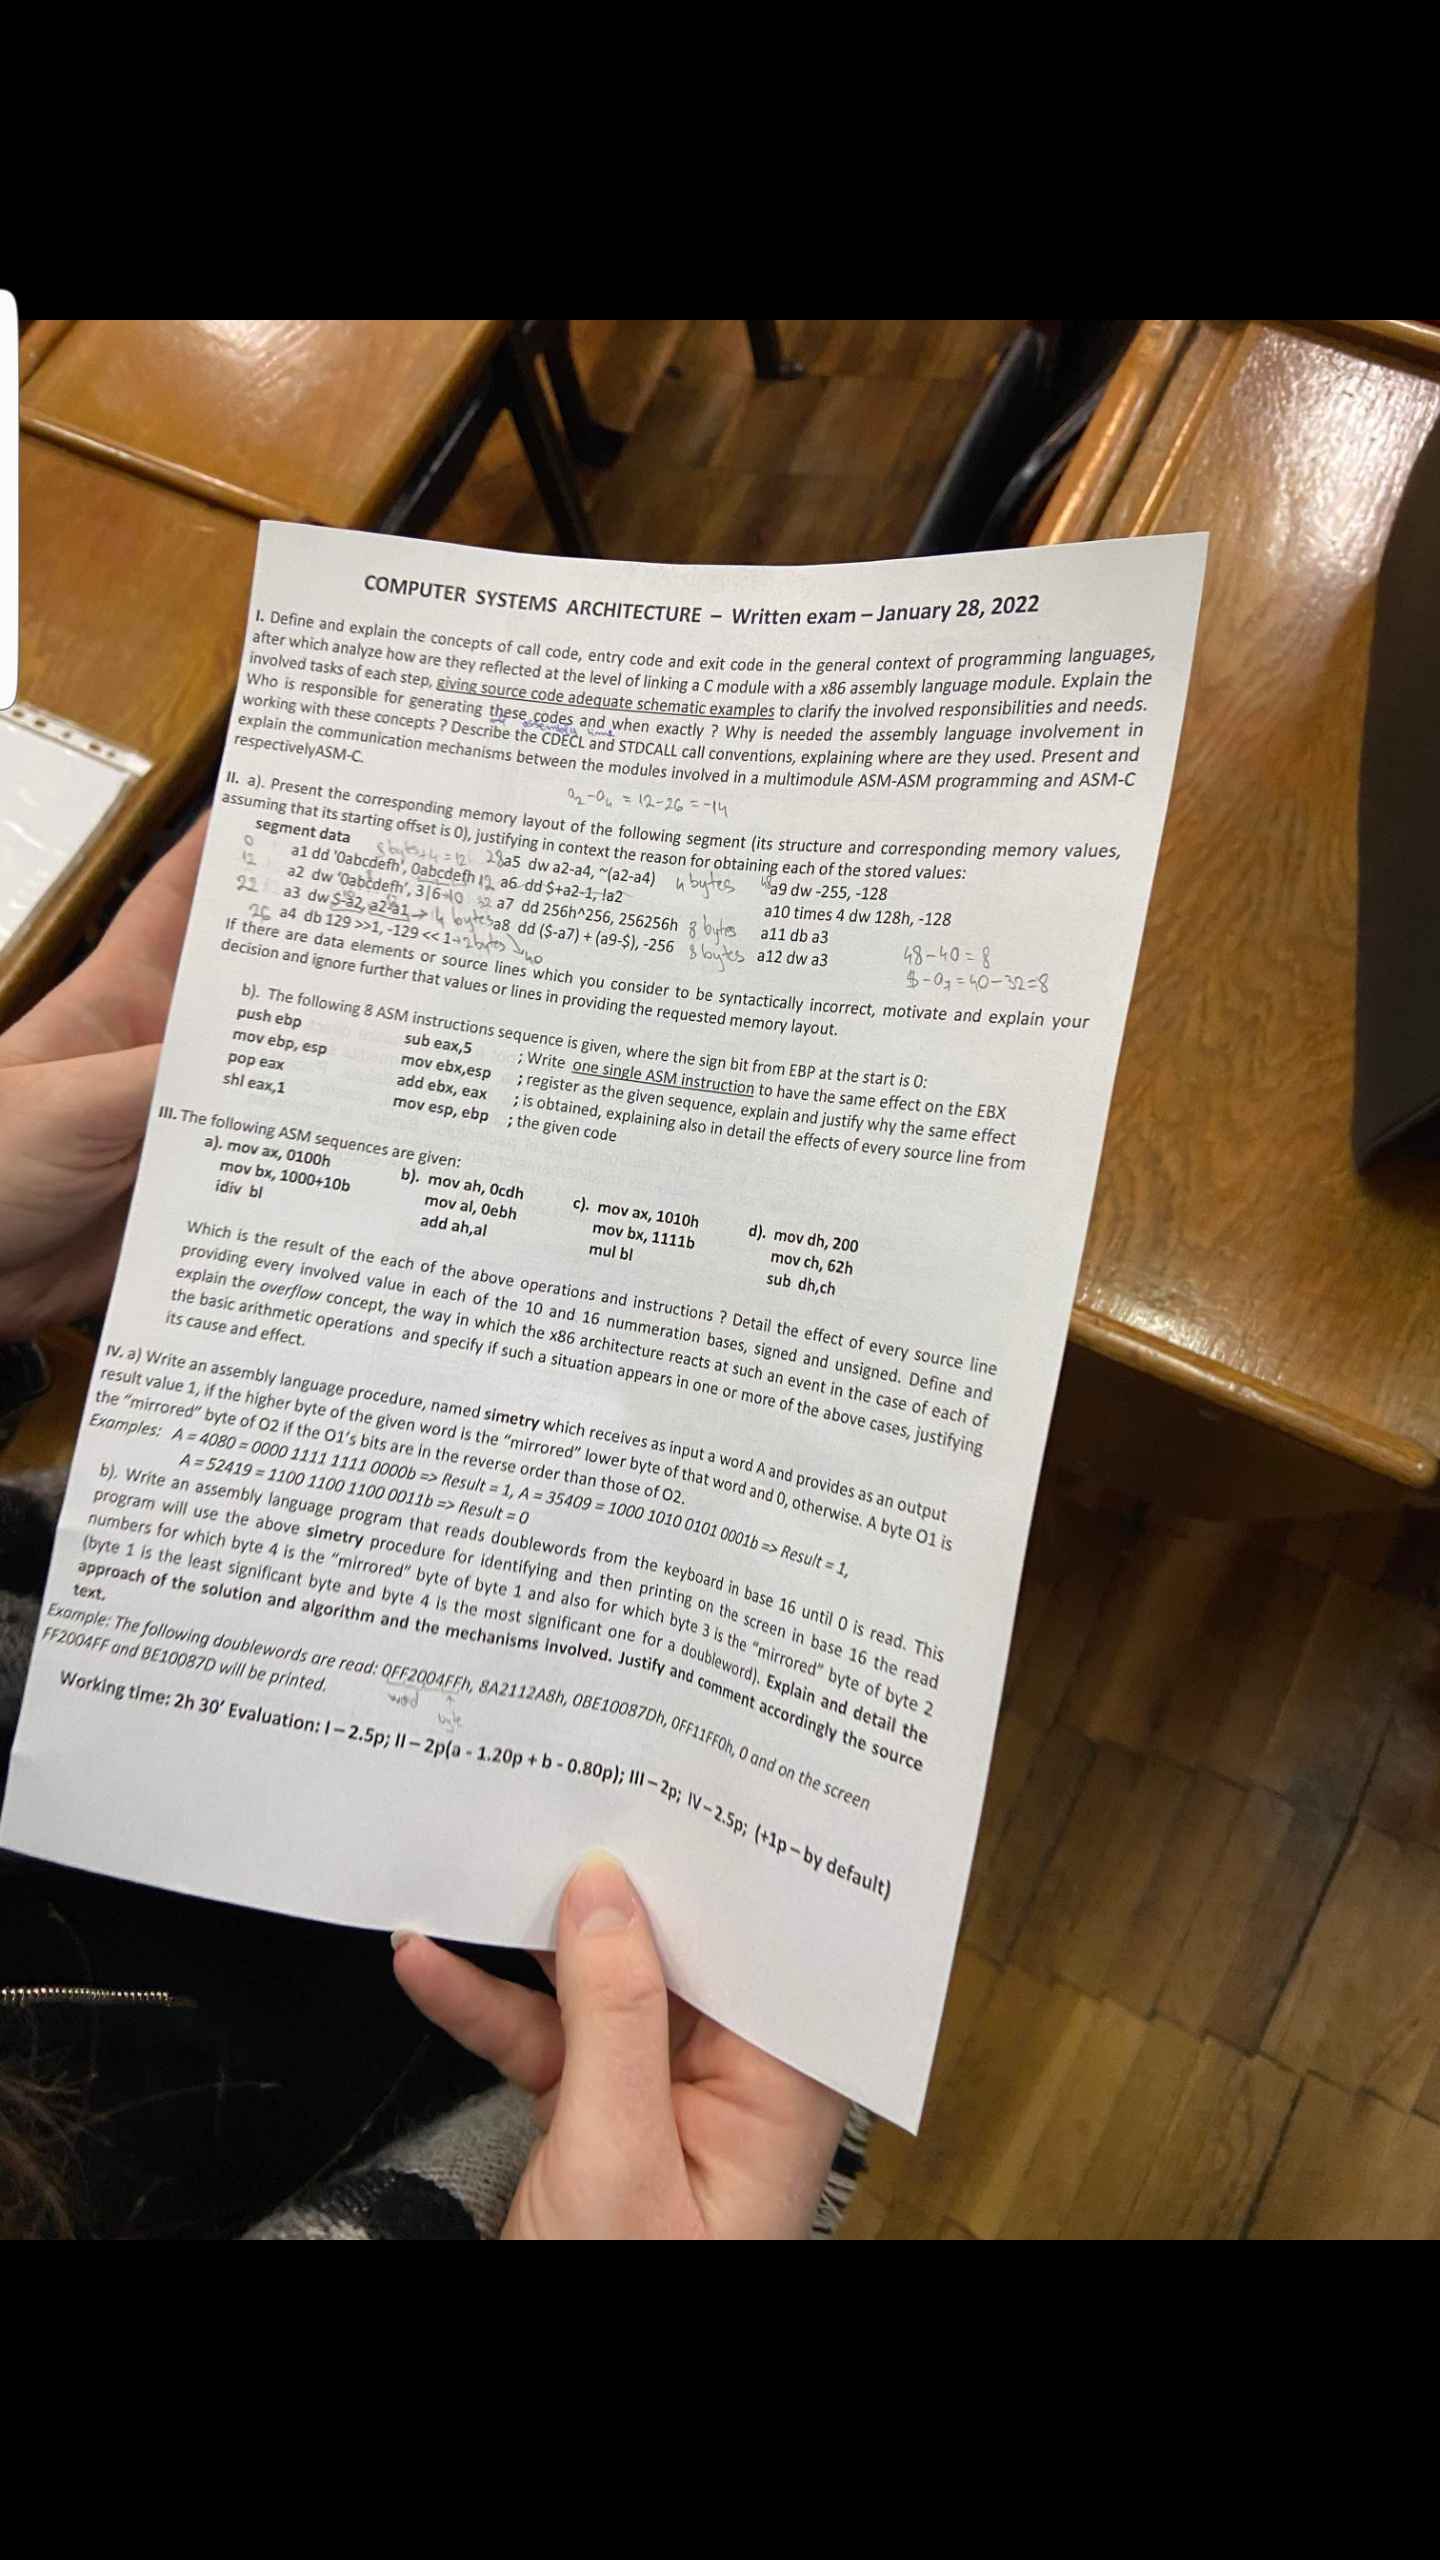 COMPUTER SYSTEMS ARCHITECTURE – Written exam – January 28, 2022
I. Define and explain the concepts of call code, entry code and exit code in the general context of programming languages,
after which analyze how are they reflected at the level of linking a C module with a x86 assembly language module. Explain the
involved tasks of each step, giving source code adequate schematic examples to clarify the involved responsibilities and needs.
Who is responsible for generating these codes and when exactly ? Why is needed the assembly language involvement in
assembly time
working with these concepts ? Describe the CDECL and STDCALL call conventions, explaining where are they used. Present and
explain the communication mechanisms between the modules involved in a multimodule ASM-ASM programming and ASM-C
respectivelyASM-C.
a2-a4 = 12-26 = -14
II. a). Present the corresponding memory layout of the following segment (its structure and corresponding memory values,
assuming that its starting offset is 0), justifying in context the reason for obtaining each of the stored values:
segment data
8 bytes+4 = 12
0 a1 dd '0abcdefh', 0abcdefh 12 28 a5 dw a2-a4, ~(a2-a4) 4 bytes 48 a9 dw -255, -128
12 a2 dw '0abcdefh', 3|6 10 a6 dd $+a2-1, !a2 a10 times 4 dw 128h, -128
22 a3 dw $-a2, a2-a1 → 4 bytes 32 a7 dd 256h^256, 256256h 8 bytes a11 db a3
26 a4 db 129 >>1, -129 << 1 → 2 bytes 40 a8 dd ($-a7) + (a9-$), -256 8 bytes a12 dw a3
48-40 = 8
$-a7 = 40-32=8
If there are data elements or source lines which you consider to be syntactically incorrect, motivate and explain your
decision and ignore further that values or lines in providing the requested memory layout.
b). The following 8 ASM instructions sequence is given, where the sign bit from EBP at the start is 0:
push ebp sub eax,5 ; Write one single ASM instruction to have the same effect on the EBX
mov ebp, esp mov ebx,esp ; register as the given sequence, explain and justify why the same effect
pop eax add ebx, eax ; is obtained, explaining also in detail the effects of every source line from
shl eax,1 mov esp, ebp ; the given code
III. The following ASM sequences are given:
a). mov ax, 0100h b). mov ah, 0cdh c). mov ax, 1010h d). mov dh, 200
mov bx, 1000+10b mov al, 0ebh mov bx, 1111b mov ch, 62h
idiv bl add ah,al mul bl sub dh,ch
Which is the result of the each of the above operations and instructions ? Detail the effect of every source line
providing every involved value in each of the 10 and 16 nummeration bases, signed and unsigned. Define and
explain the overflow concept, the way in which the x86 architecture reacts at such an event in the case of each of
the basic arithmetic operations and specify if such a situation appears in one or more of the above cases, justifying
its cause and effect.
IV. a) Write an assembly language procedure, named simetry which receives as input a word A and provides as an output
result value 1, if the higher byte of the given word is the "mirrored" lower byte of that word and 0, otherwise. A byte O1 is
the "mirrored" byte of O2 if the O1's bits are in the reverse order than those of O2.
Examples: A = 4080 = 0000 1111 1111 0000b => Result = 1, A = 35409 = 1000 1010 0101 0001b => Result = 1,
A = 52419 = 1100 1100 1100 0011b => Result = 0
b). Write an assembly language program that reads doublewords from the keyboard in base 16 until 0 is read. This
program will use the above simetry procedure for identifying and then printing on the screen in base 16 the read
numbers for which byte 4 is the "mirrored" byte of byte 1 and also for which byte 3 is the "mirrored" byte of byte 2
(byte 1 is the least significant byte and byte 4 is the most significant one for a doubleword). Explain and detail the
approach of the solution and algorithm and the mechanisms involved. Justify and comment accordingly the source
text.
Example: The following doublewords are read: 0FF2004FFh, 8A2112A8h, 0BE10087Dh, 0FF11FF0h, 0 and on the screen
FF2004FF and BE10087D will be printed.
word
byte
Working time: 2h 30' Evaluation: I – 2.5p; II – 2p(a - 1.20p + b - 0.80p); III – 2p; IV – 2.5p; (+1p – by default)